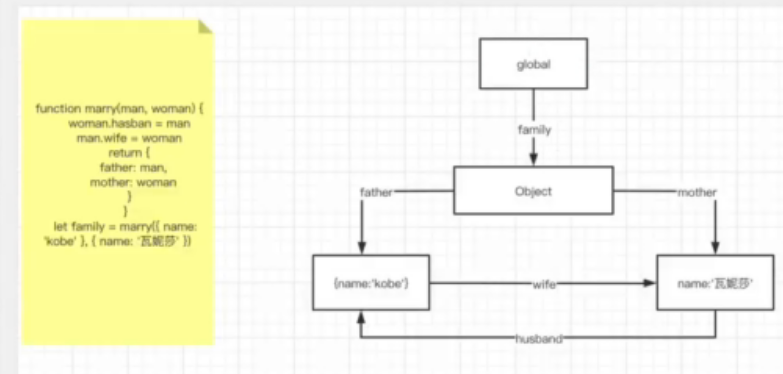 function marry(man, woman) {
woman.hasban = man
man.wife = woman
return {
father: man,
mother: woman
}
}
let family = marry({ name:
'kobe' }, { name: '瓦妮莎' })
global
family
Object
father
mother
{name:'kobe'}
wife
name:'瓦妮莎'
husband